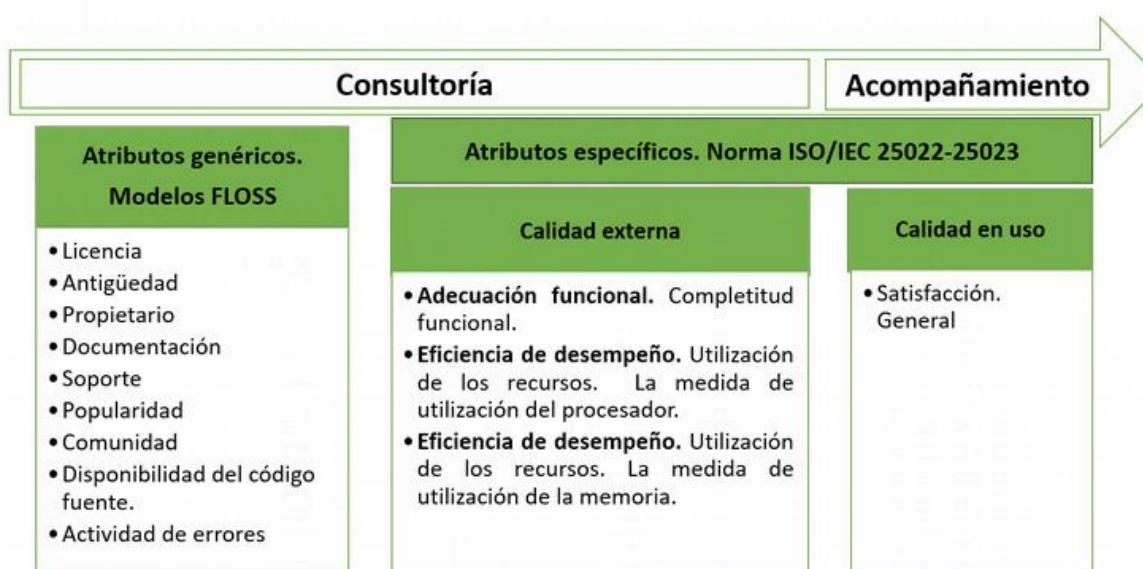 Consultoría
Acompañamiento
Atributos genéricos.
Modelos FLOSS
• Licencia
• Antigüedad
• Propietario
• Documentación
• Soporte
• Popularidad
• Comunidad
• Disponibilidad del código
fuente.
• Actividad de errores
Atributos específicos. Norma ISO/IEC 25022-25023
Calidad externa
• Adecuación funcional. Completitud
funcional.
• Eficiencia de desempeño. Utilización
de los recursos. La medida de
utilización del procesador.
• Eficiencia de desempeño. Utilización
de los recursos. La medida de
utilización de la memoria.
Calidad en uso
• Satisfacción.
General